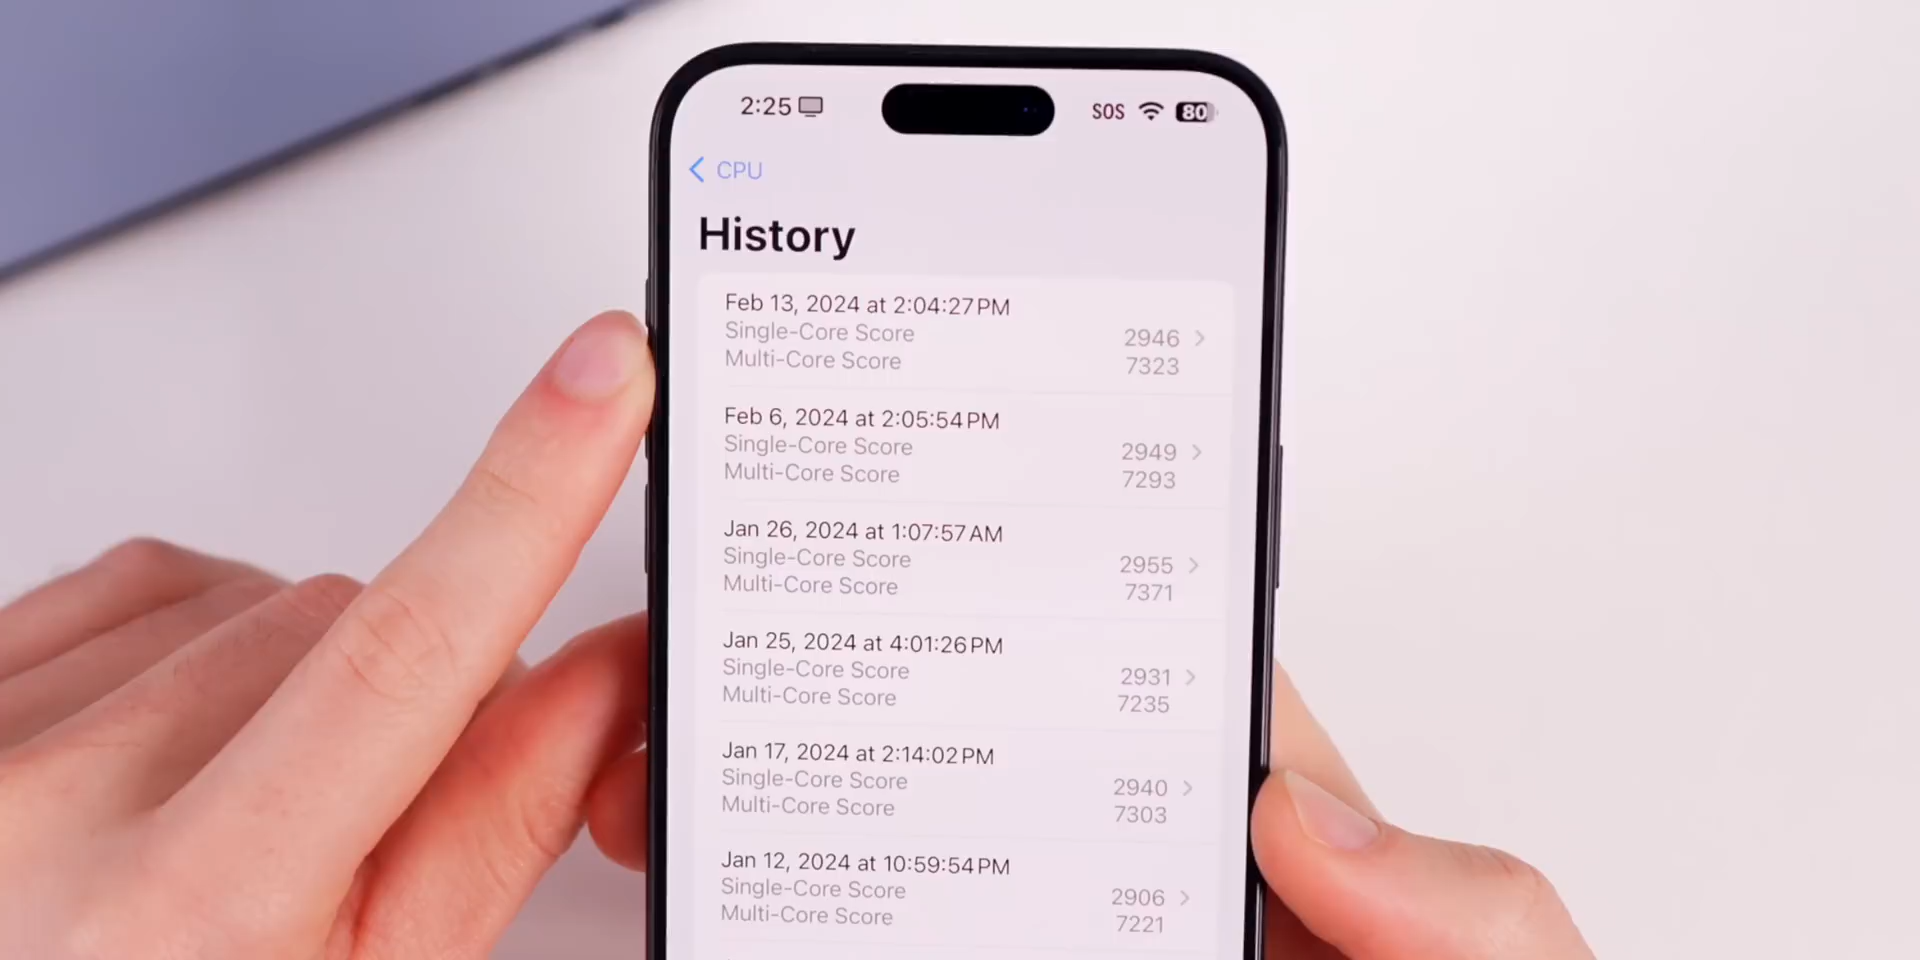 2:25 SOS 80
CPU
History
Feb 13, 2024 at 2:04:27 PM
Single-Core Score 2946
Multi-Core Score 7323
Feb 6, 2024 at 2:05:54 PM
Single-Core Score 2949
Multi-Core Score 7293
Jan 26, 2024 at 1:07:57 AM
Single-Core Score 2955
Multi-Core Score 7371
Jan 25, 2024 at 4:01:26 PM
Single-Core Score 2931
Multi-Core Score 7235
Jan 17, 2024 at 2:14:02 PM
Single-Core Score 2940
Multi-Core Score 7303
Jan 12, 2024 at 10:59:54 PM
Single-Core Score 2906
Multi-Core Score 7221